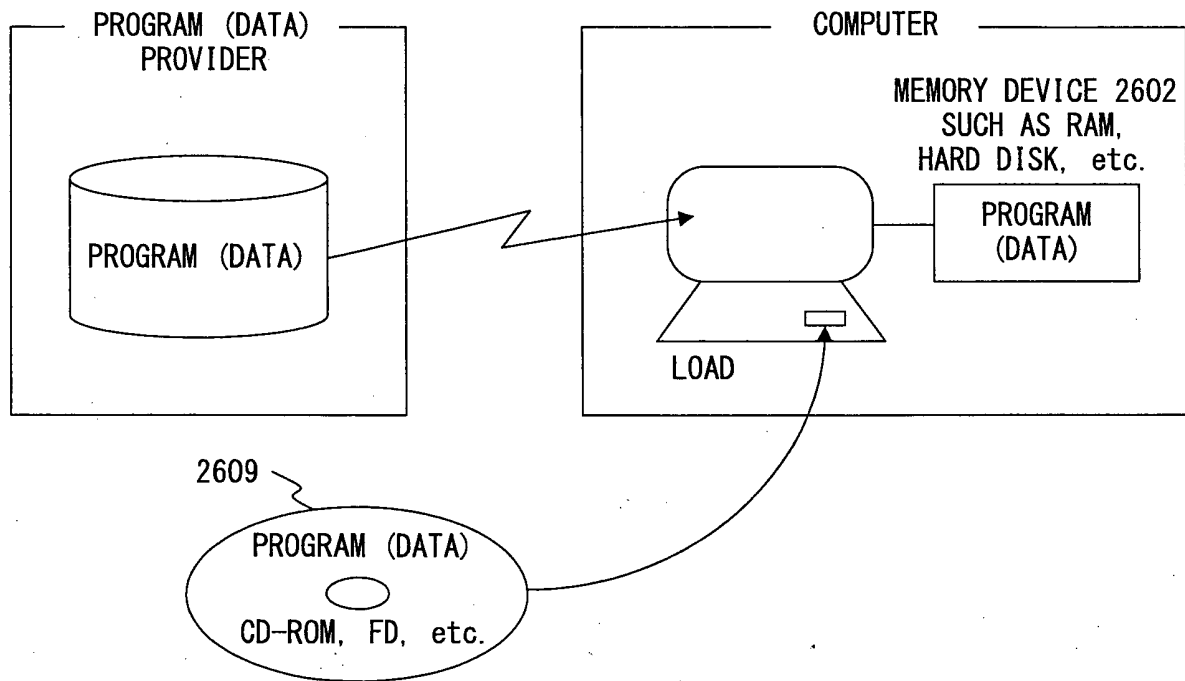 PROGRAM (DATA)
PROVIDER
PROGRAM (DATA)
COMPUTER
MEMORY DEVICE 2602
SUCH AS RAM,
HARD DISK, etc.
PROGRAM
(DATA)
LOAD
2609
PROGRAM (DATA)
CD-ROM, FD, etc.